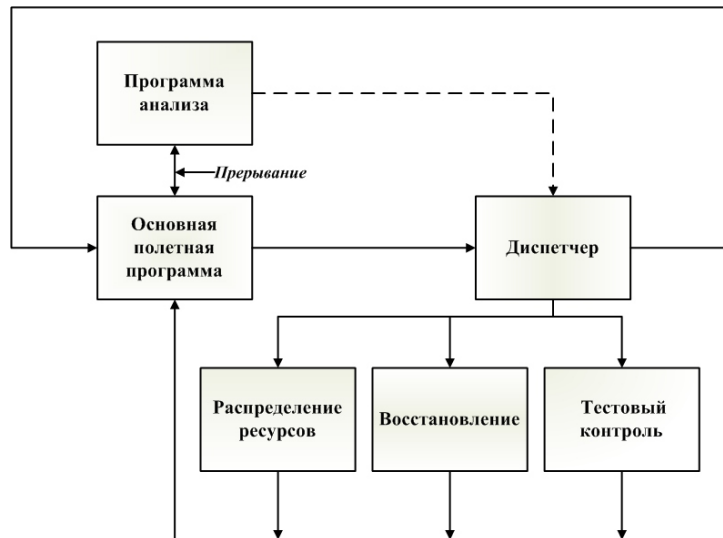 Программа
анализа
Прерывание
Основная
полетная
программа
Диспетчер
Распределение
ресурсов
Восстановление
Тестовый
контроль